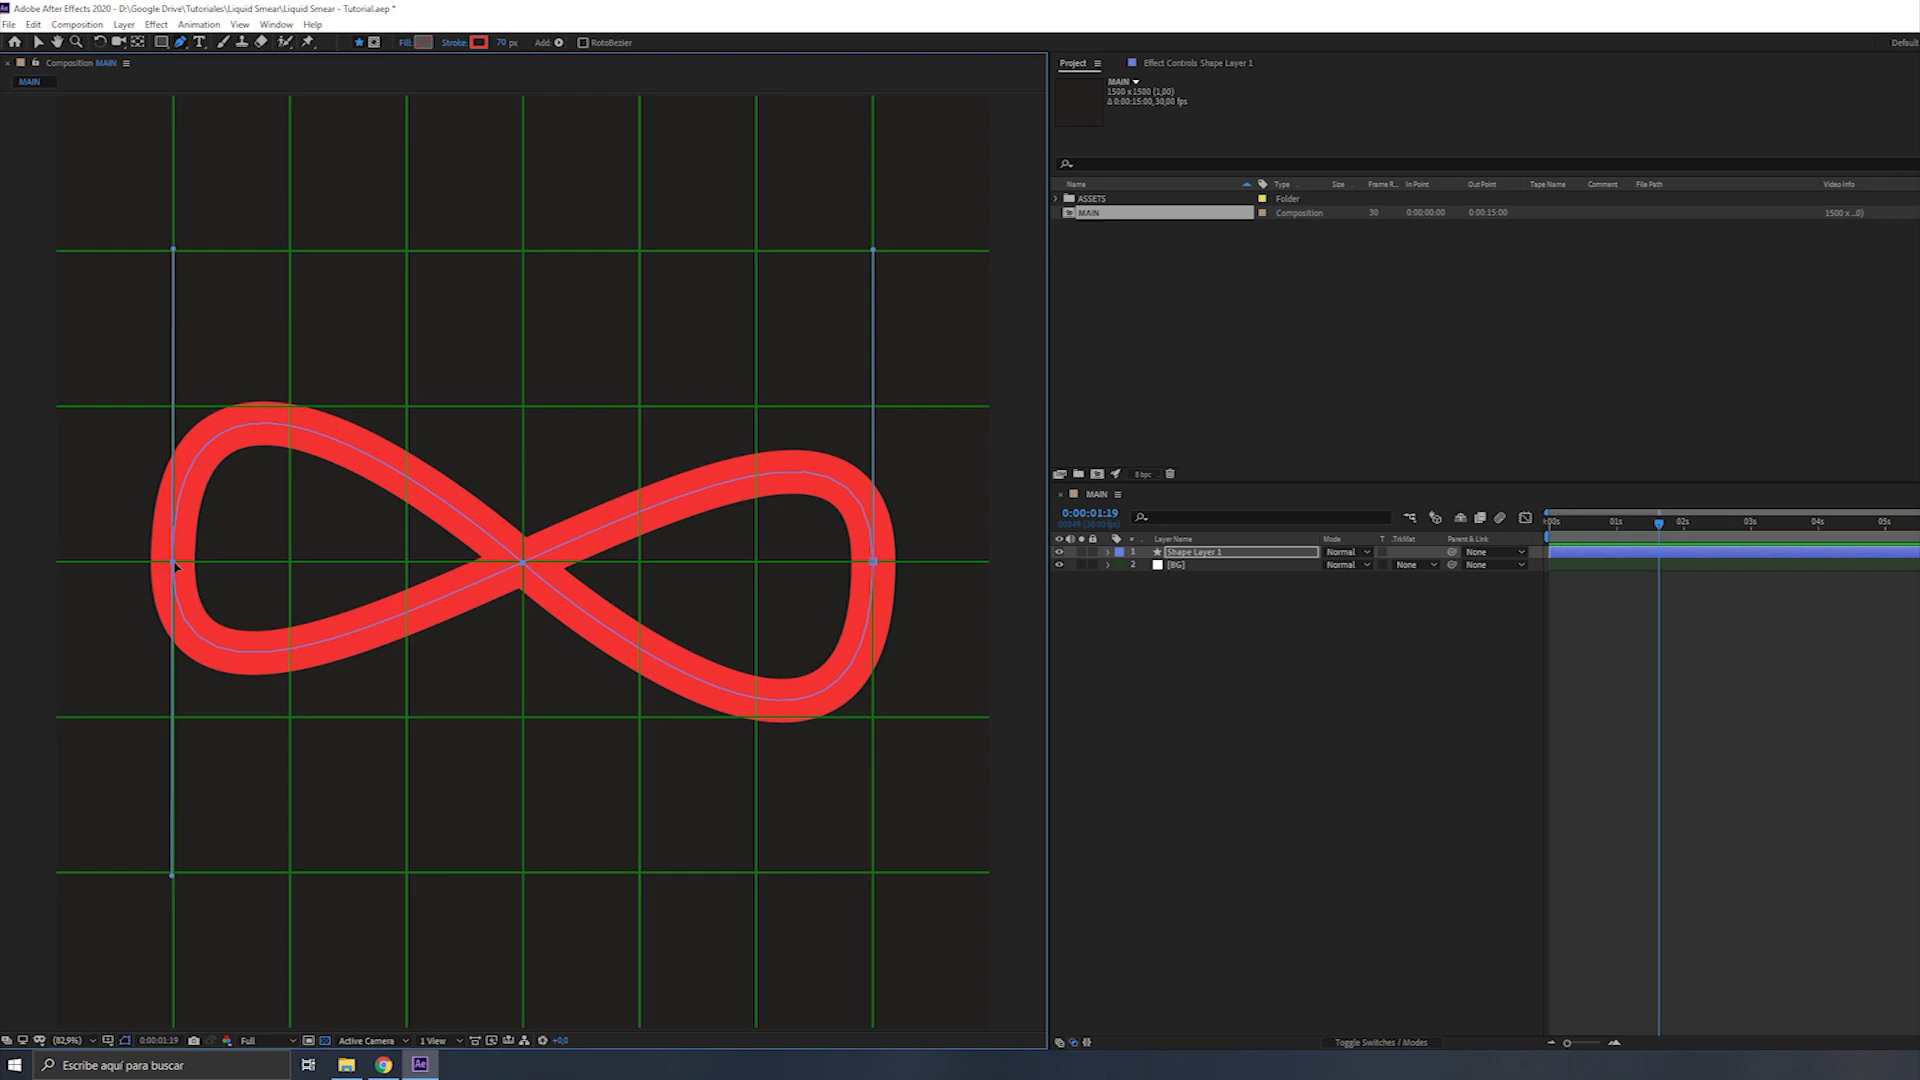 Adobe After Effects 2020 - D:\Google Drive\Tutoriales\Liquid Smear\Liquid Smear - Tutorial.aep *
File Edit Composition Layer Effect Animation View Window Help
Fill: Stroke: 70 px Add: RotoBezier Default
Composition MAIN
MAIN
Project Effect Controls Shape Layer 1
MAIN
1500 x 1500 (1,00)
Δ 0:00:15:00, 30,00 fps
Name Type Size Frame R... In Point Out Point Tape Name Comment File Path Video Info
ASSETS Folder
MAIN Composition 30 0:00:00:00 0:00:15:00 1500 x ...0)
8 bpc
MAIN
0:00:01:19
00049 (30.00 fps)
:00s 01s 02s 03s 04s 05s
# Layer Name Mode T .TrkMat Parent & Link
1 Shape Layer 1 Normal None
2 [BG] Normal None None
(82,9%) 0:00:01:19 Full Active Camera 1 View +0,0
Toggle Switches / Modes
Escribe aquí para buscar
Ae